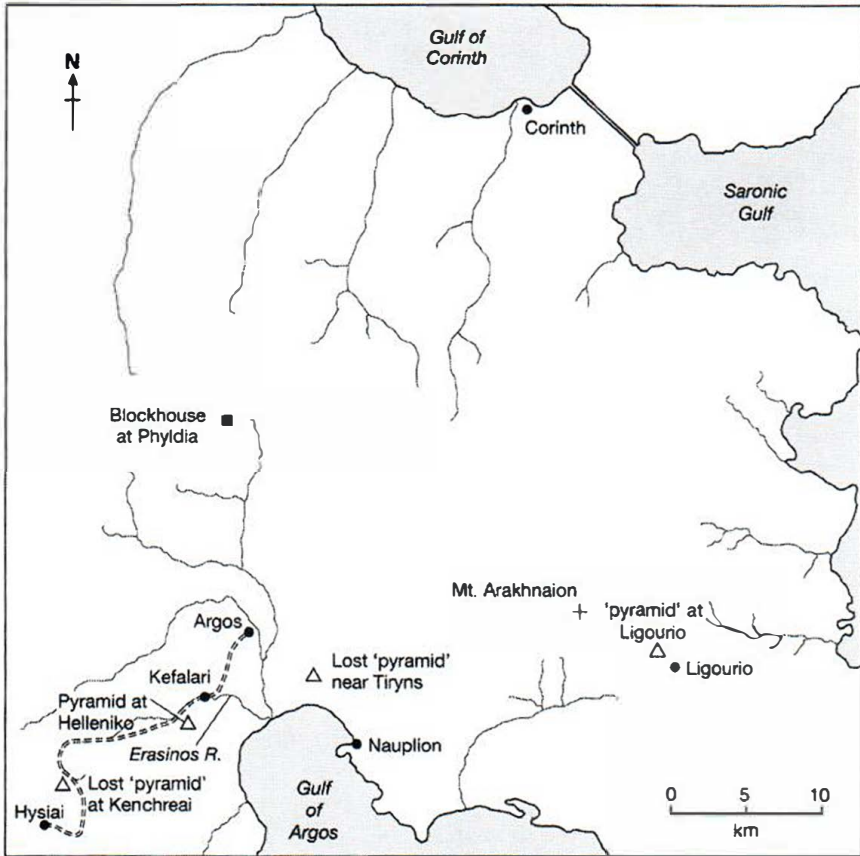 Gulf of
Corinth
N
Corinth
Saronic
Gulf
Blockhouse
at Phyldia
Mt. Arakhnaion
'pyramid' at
Ligourio
Argos
Lost 'pyramid'
near Tiryns
Ligourio
Kefalari
Pyramid at
Helleniko
Erasinos R.
Nauplion
Lost 'pyramid'
at Kenchreai
Gulf
of
Argos
Hysiai
0 5 10
km